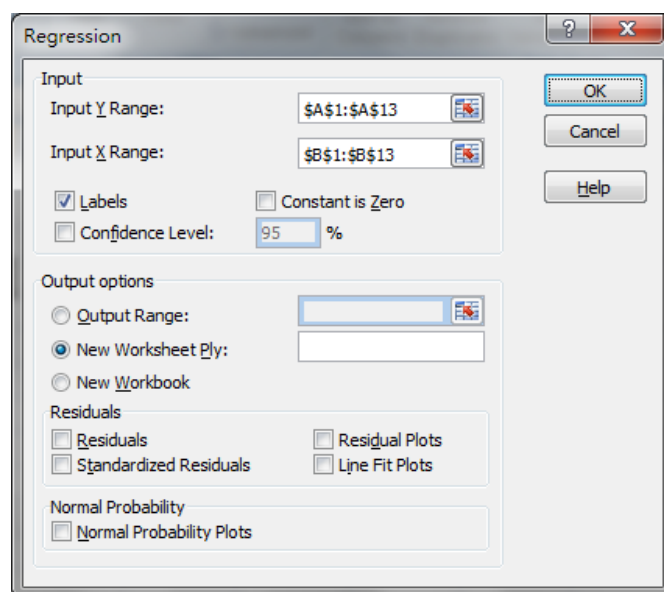 Regression
Input
Input Y Range:
$A$1:$A$13
OK
Input X Range:
$B$1:$B$13
Cancel
Labels
Constant is Zero
Help
Confidence Level:
95
%
Output options
Output Range:
New Worksheet Ply:
New Workbook
Residuals
Residuals
Residual Plots
Standardized Residuals
Line Fit Plots
Normal Probability
Normal Probability Plots